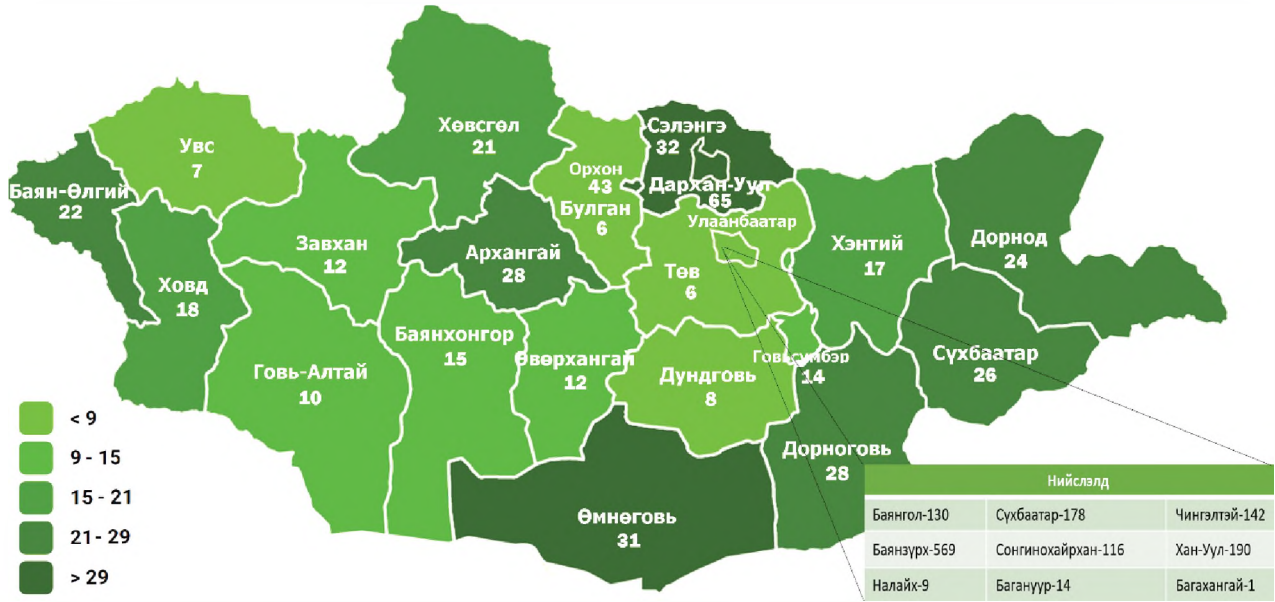 Хөвсгөл
21
Сэлэнгэ
32
Увс
7
Орхон
43
Дархан-Уул
65
Баян-Өлгий
22
Булган
6
Улаанбаатар
Завхан
12
Архангай
28
Хэнтий
17
Дорнод
24
Ховд
18
Төв
6
Баянхонгор
15
Өвөрхангай
12
Говьсүмбэр
14
Сүхбаатар
26
Говь-Алтай
10
Дундговь
8
Дорноговь
28
Өмнөговь
31
< 9
9 - 15
15 - 21
21 - 29
> 29
Нийслэлд
Баянгол-130 Сүхбаатар-178 Чингэлтэй-142
Баянзүрх-569 Сонгинохайрхан-116 Хан-Уул-190
Налайх-9 Багануур-14 Багахангай-1